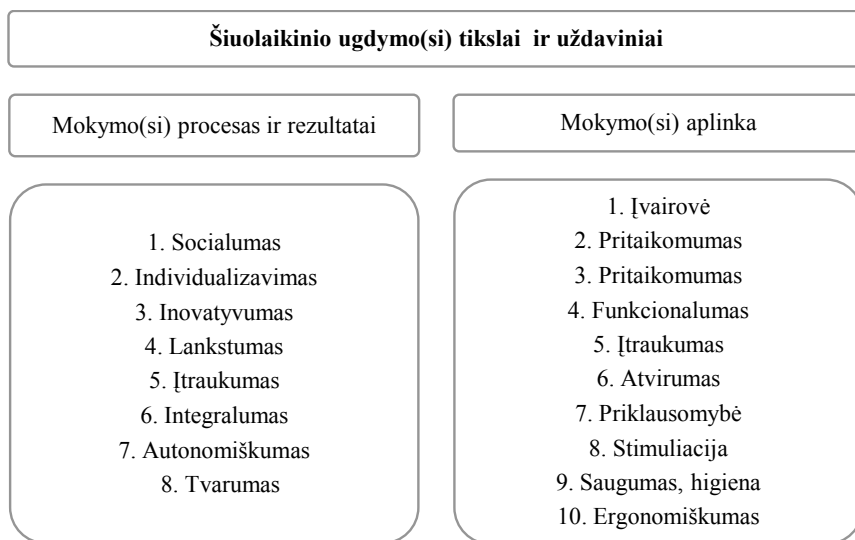 Šiuolaikinio ugdymo(si) tikslai ir uždaviniai
Mokymo(si) procesas ir rezultatai
Mokymo(si) aplinka
1. Socialumas
2. Individualizavimas
3. Inovatyvumas
4. Lankstumas
5. Įtraukumas
6. Integralumas
7. Autonomiškumas
8. Tvarumas
1. Įvairovė
2. Pritaikomumas
3. Pritaikomumas
4. Funkcionalumas
5. Įtraukumas
6. Atvirumas
7. Priklausomybė
8. Stimuliacija
9. Saugumas, higiena
10. Ergonomiškumas